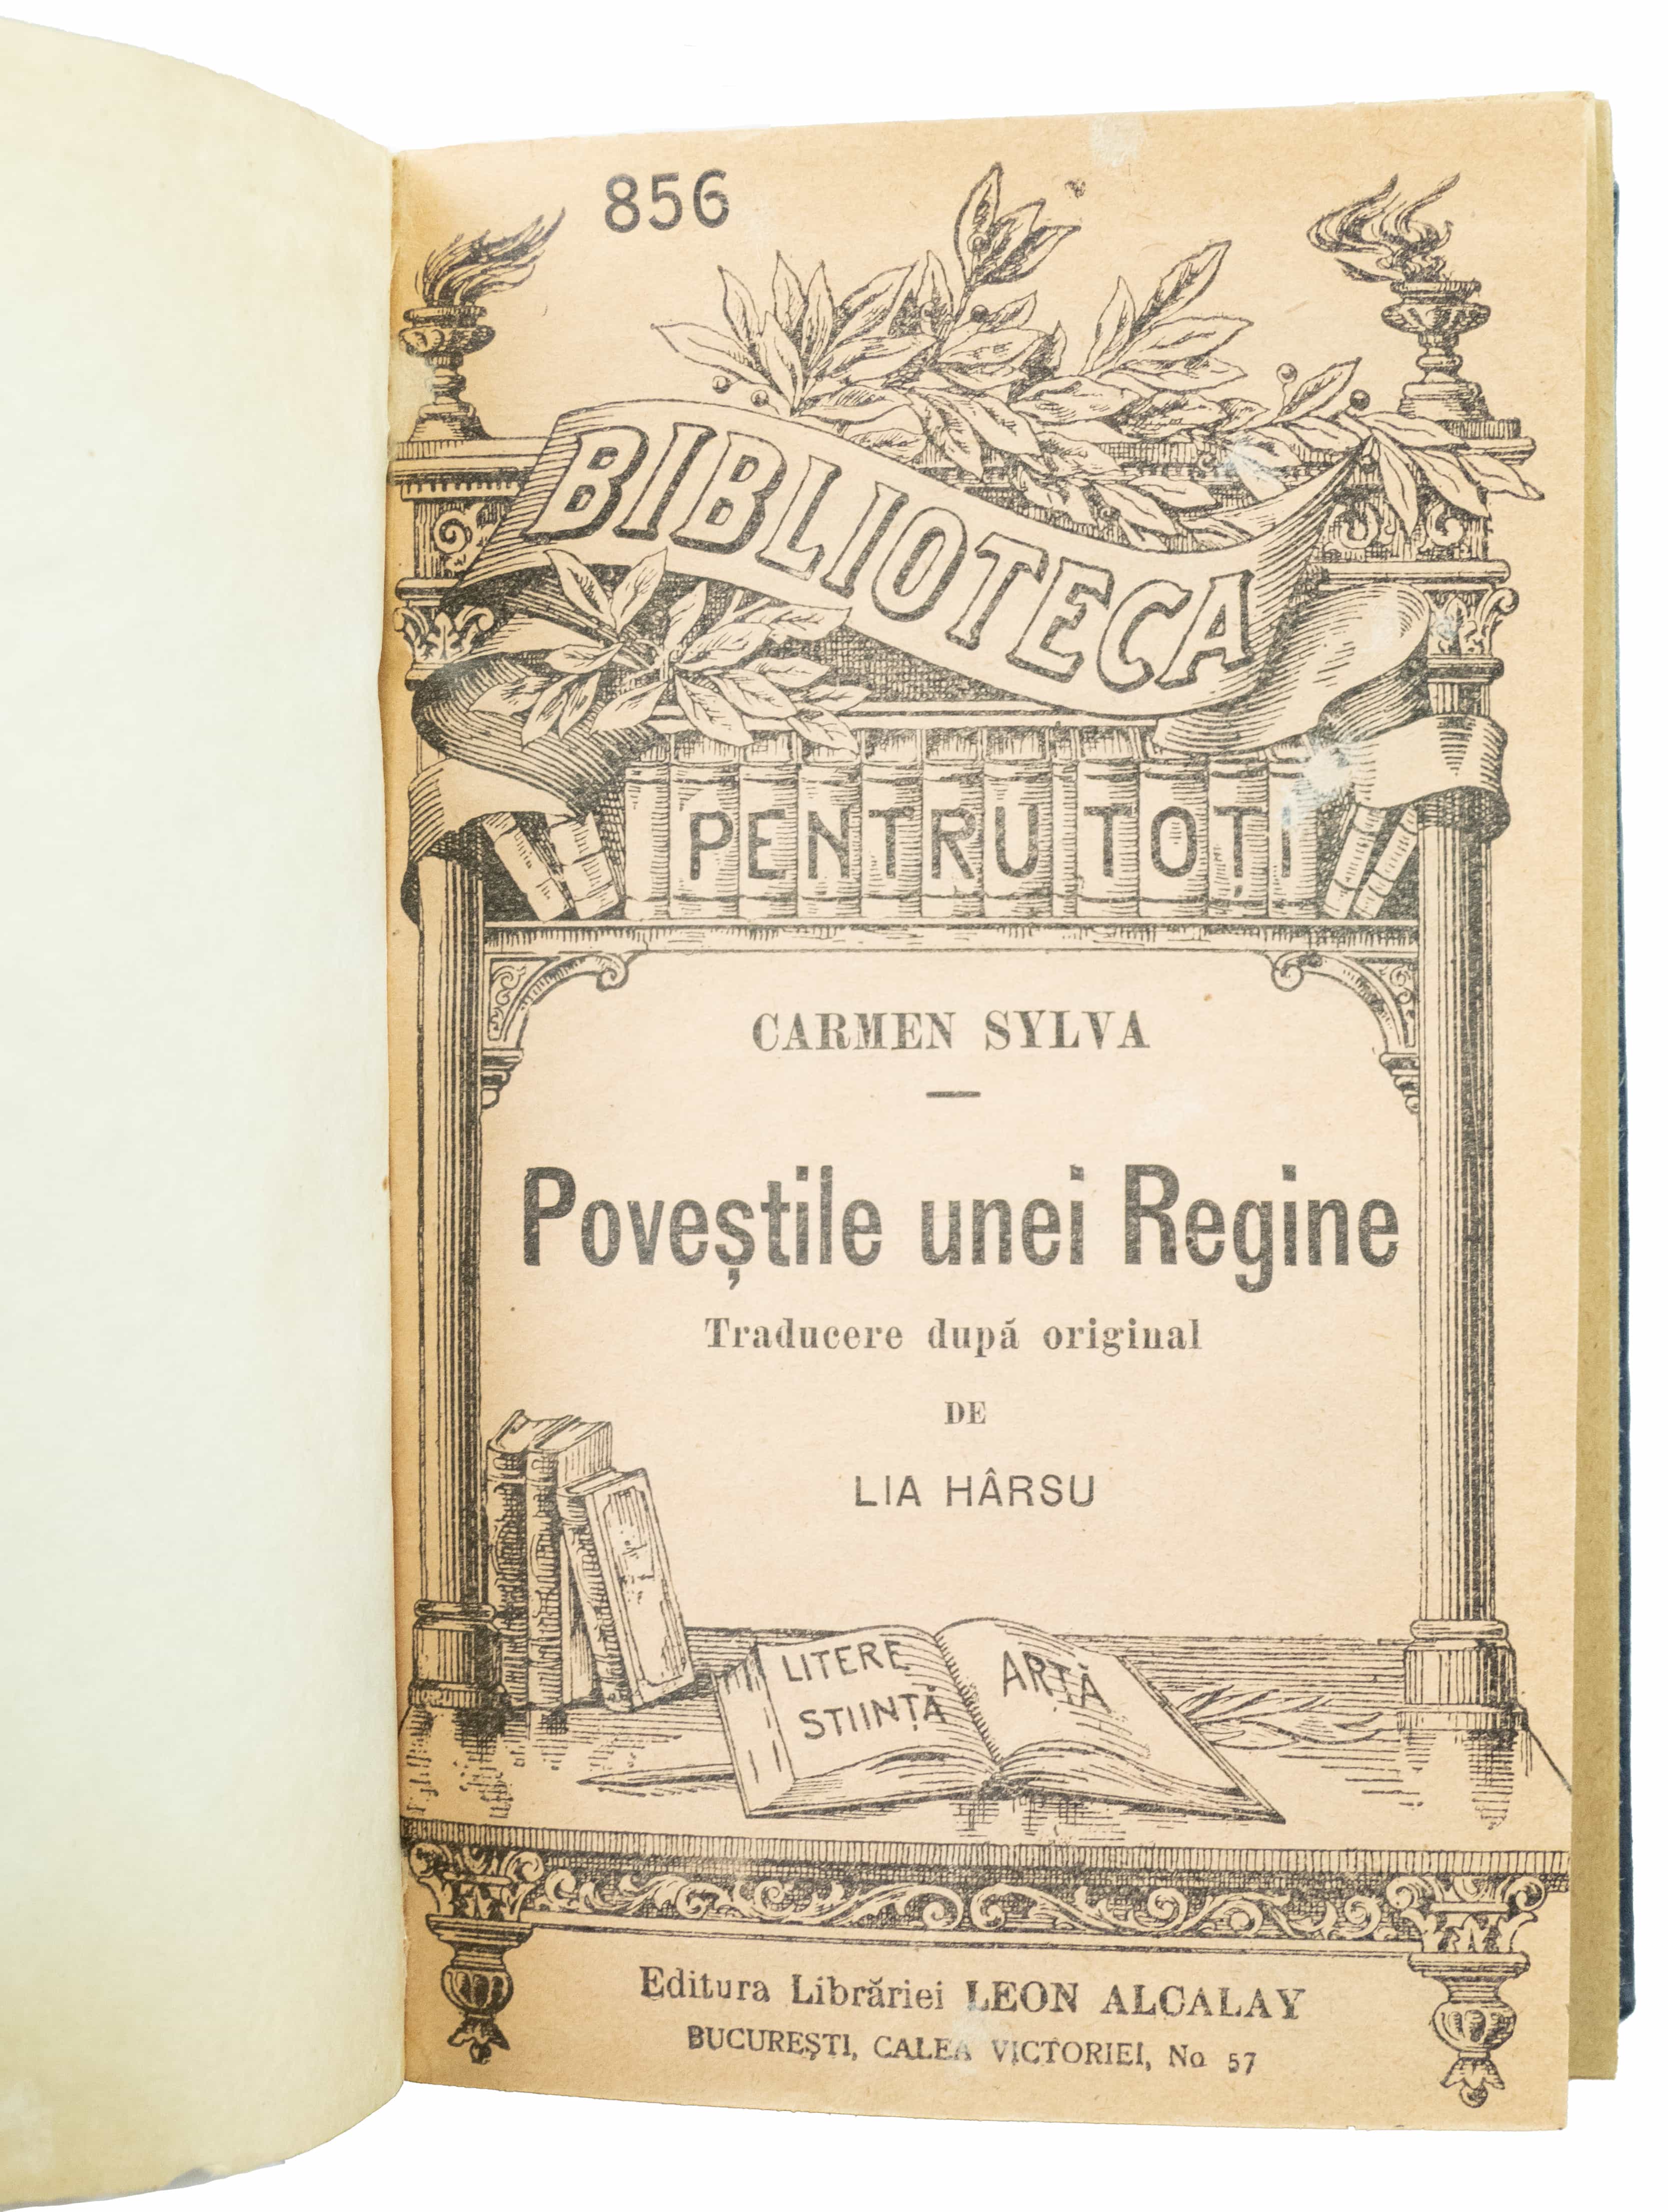 856
BIBLIOTECA
PENTRU TOȚI
CARMEN SYLVA
Poveștile unei Regine
Traducere după original
DE
LIA HÂRSU
LITERE
STIINȚĂ
ARTĂ
Editura Librăriei LEON ALCALAY
BUCUREȘTI, CALEA VICTORIEI, No 57